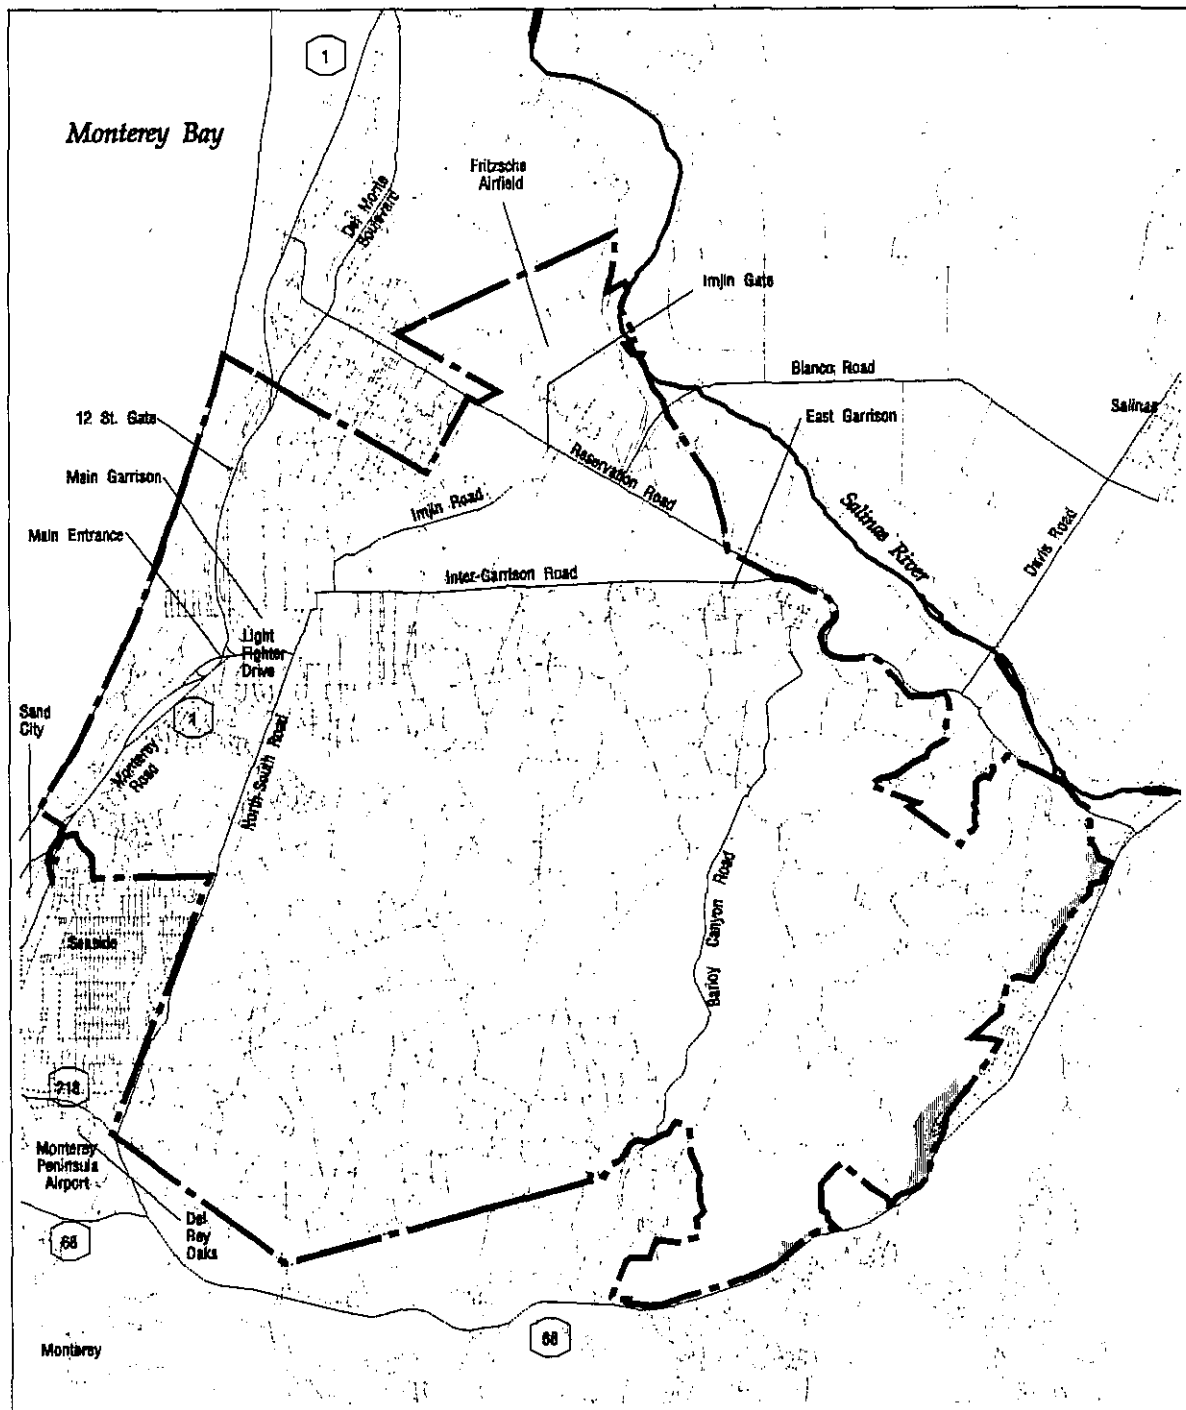 1
Monterey Bay
Fritzsche
Airfield
Del Monte
Boulevard
Imjin Gate
Blanco Road
12 St. Gate
East Garrison
Salinas
Main Garrison
Reservation Road
Imjin Road
Salinas River
Davis Road
Main Entrance
Inter-Garrison Road
Light
Fighter
Drive
Sand
City
1
Monterey
Road
North-South Road
Barloy Canyon Road
Seaside
218
Monterey
Peninsula
Airport
Del
Rey
Oaks
68
68
Monterey